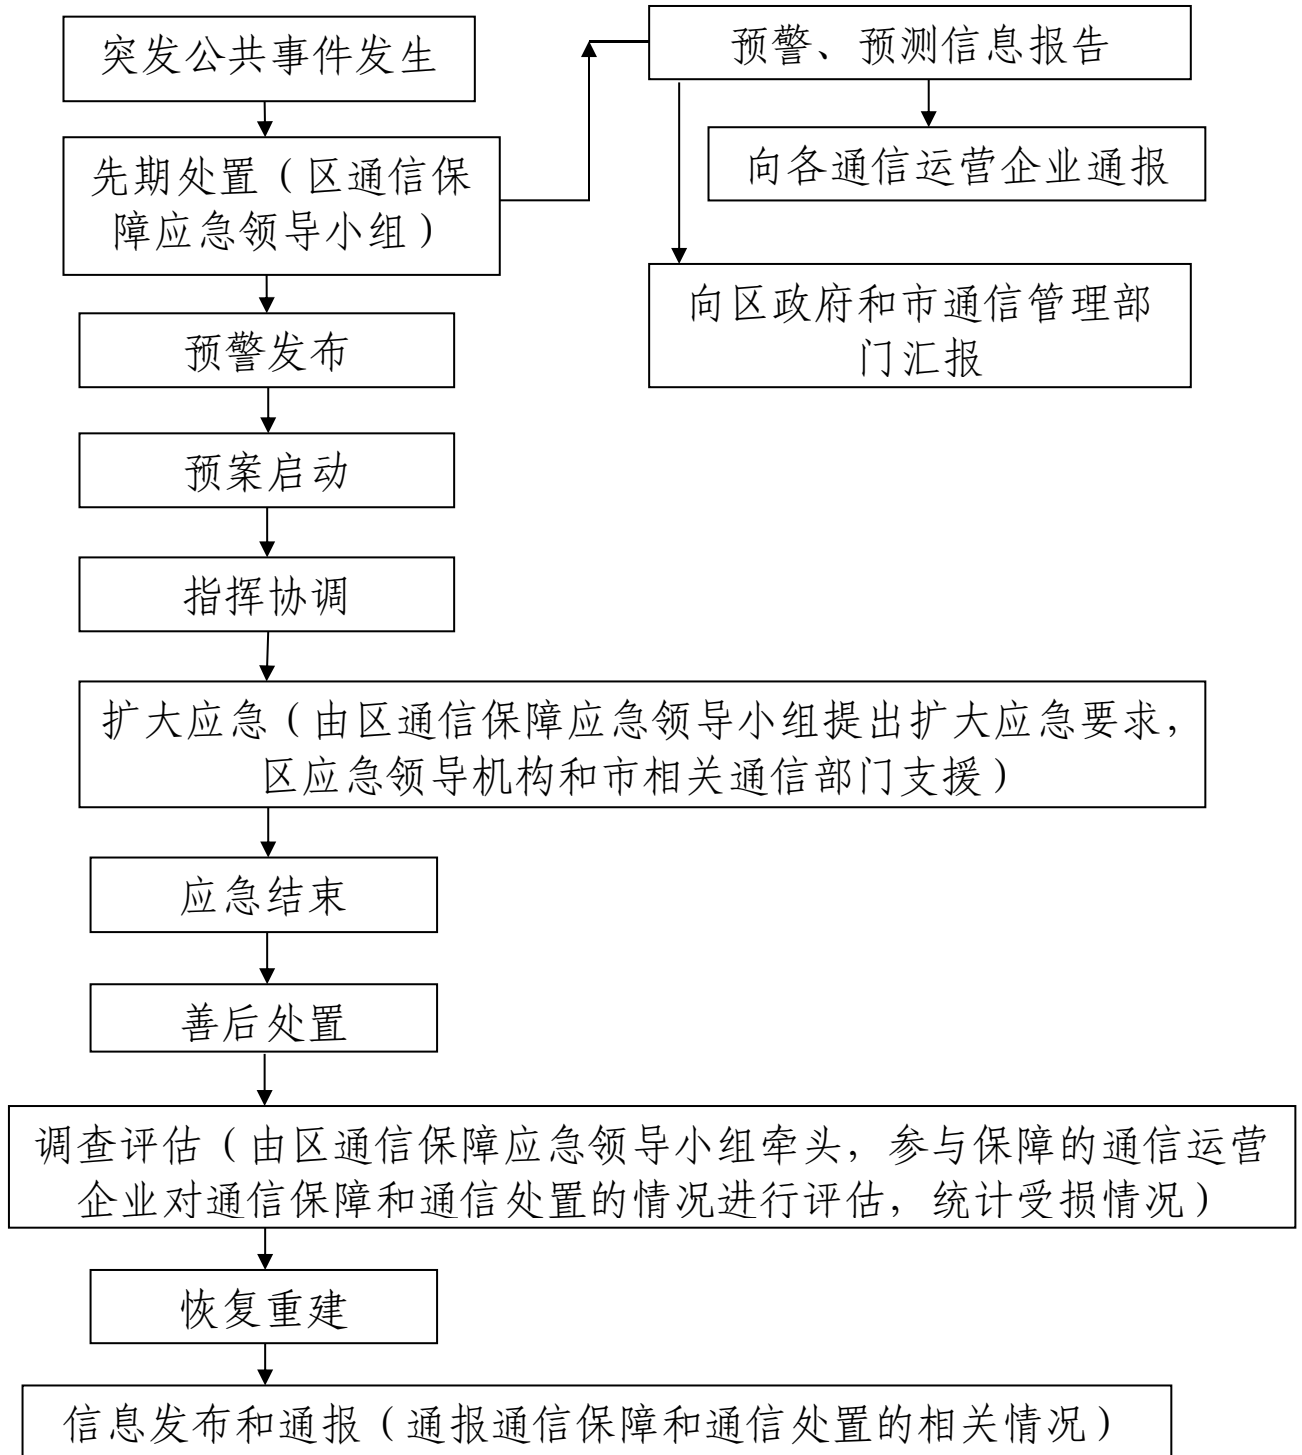 突发公共事件发生
预警、预测信息报告
向各通信运营企业通报
先期处置（区通信保
障应急领导小组）
向区政府和市通信管理部
门汇报
预警发布
预案启动
指挥协调
扩大应急（由区通信保障应急领导小组提出扩大应急要求，
区应急领导机构和市相关通信部门支援）
应急结束
善后处置
调查评估（由区通信保障应急领导小组牵头，参与保障的通信运营
企业对通信保障和通信处置的情况进行评估，统计受损情况）
恢复重建
信息发布和通报（通报通信保障和通信处置的相关情况）